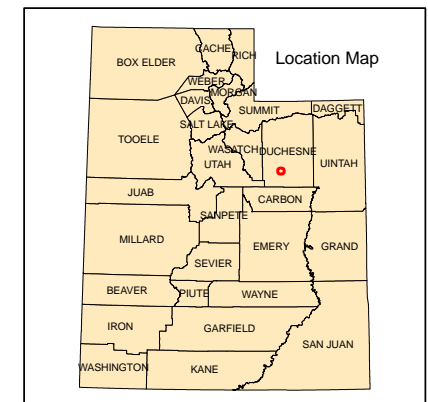 Location Map
BOX ELDER
CACHE
RICH
WEBER
MORGAN
DAVIS
SUMMIT
DAGGETT
SALT LAKE
TOOELE
WASATCH
DUCHESNE
UTAH
UINTAH
JUAB
CARBON
SANPETE
MILLARD
EMERY
GRAND
SEVIER
BEAVER
PIUTE
WAYNE
IRON
GARFIELD
SAN JUAN
WASHINGTON
KANE